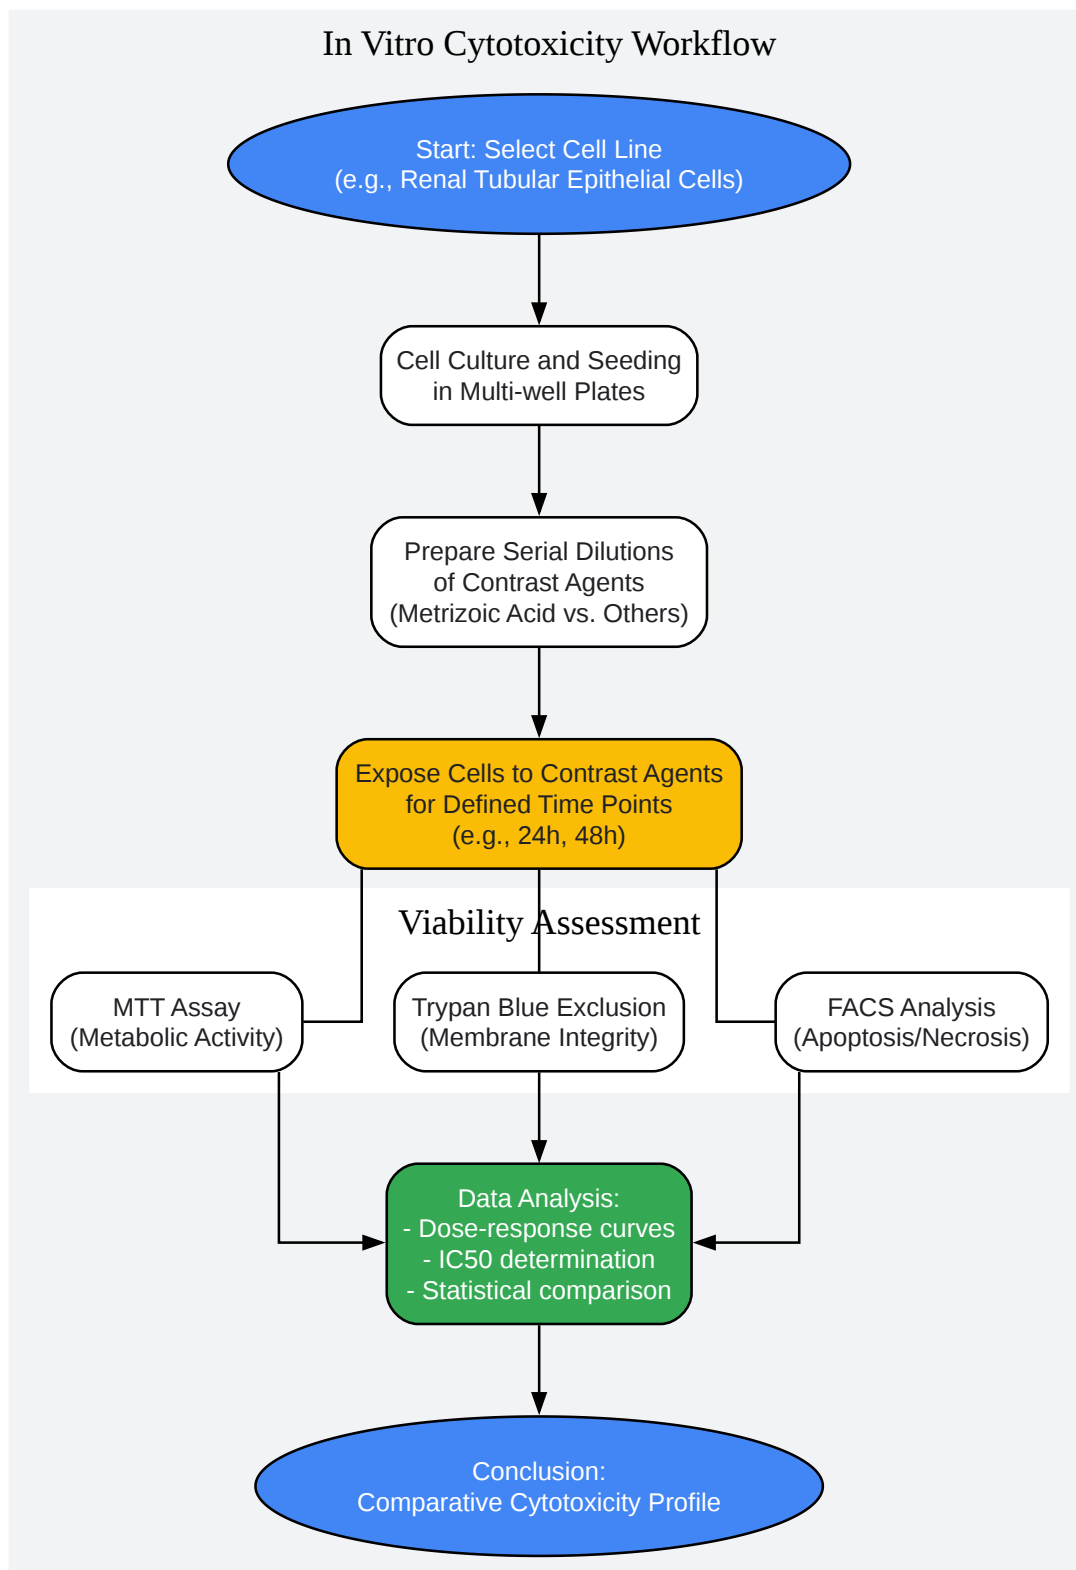 In Vitro Cytotoxicity Workflow
Start: Select Cell Line
(e.g., Renal Tubular Epithelial Cells)
Cell Culture and Seeding
in Multi-well Plates
Prepare Serial Dilutions
of Contrast Agents
(Metrizoic Acid vs. Others)
Expose Cells to Contrast Agents
for Defined Time Points
(e.g., 24h, 48h)
Viability Assessment
MTT Assay
(Metabolic Activity)
Trypan Blue Exclusion
(Membrane Integrity)
FACS Analysis
(Apoptosis/Necrosis)
Data Analysis:
- Dose-response curves
- IC50 determination
- Statistical comparison
Conclusion:
Comparative Cytotoxicity Profile